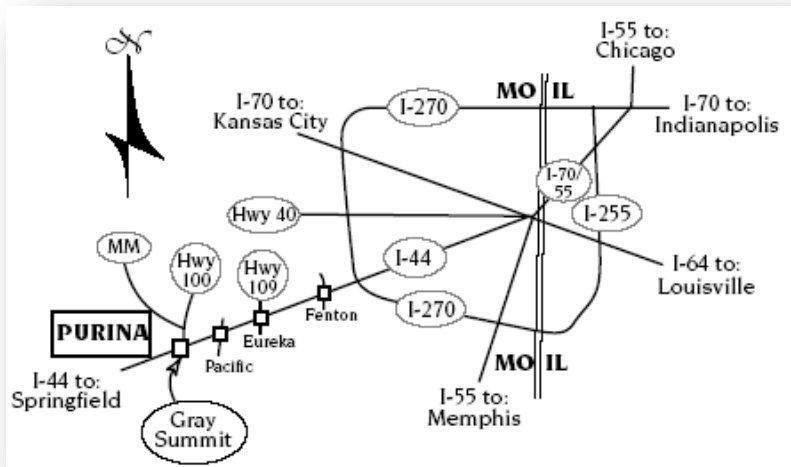 N
I-55 to:
Chicago
MO IL
I-70 to:
Kansas City
I-270
I-70 to:
Indianapolis
I-70/
55
Hwy 40
I-255
MM
Hwy
100
Hwy
109
I-44
I-64 to:
Louisville
Fenton
I-270
PURINA
Eureka
Pacific
MO IL
I-44 to:
Springfield
I-55 to:
Memphis
Gray
Summit